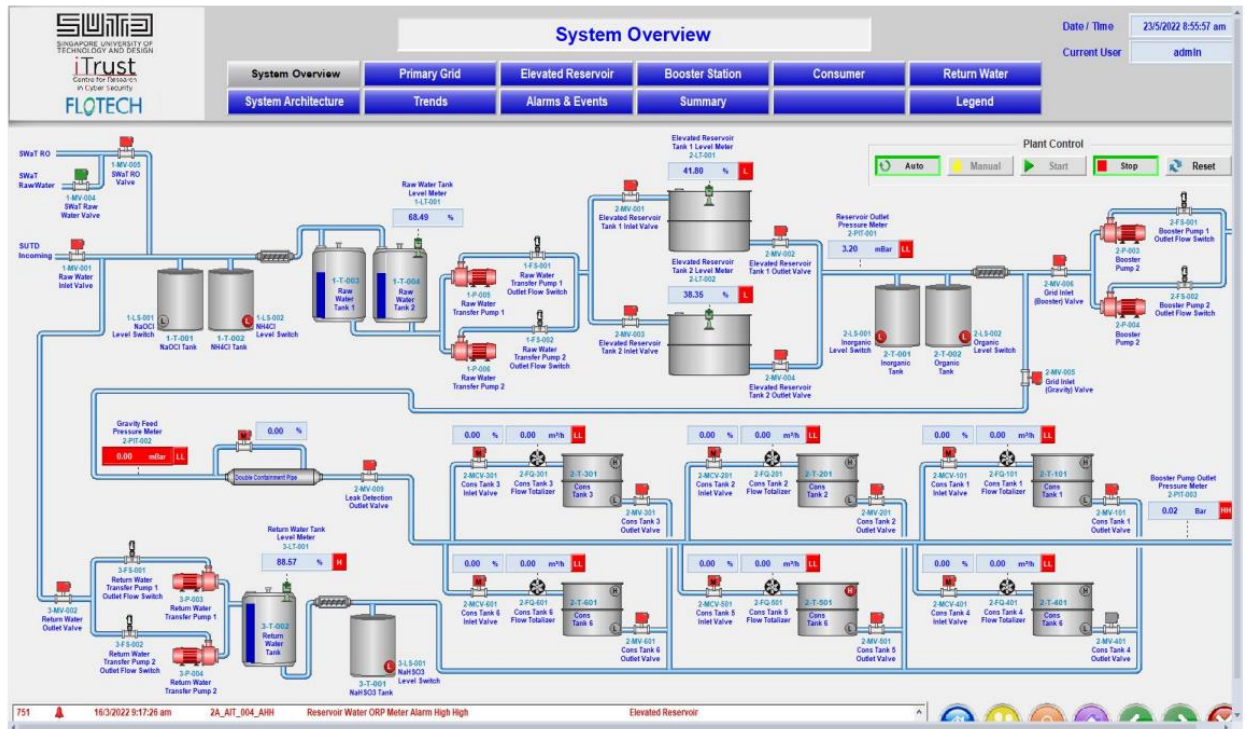 SUTD
SINGAPORE UNIVERSITY OF
TECHNOLOGY AND DESIGN
iTrust
Centre for Research
in Cyber Security
FLOTECH
System Overview
Date / Time
23/5/2022 8:55:57 am
Current User
admin
System Overview
Primary Grid
Elevated Reservoir
Booster Station
Consumer
Return Water
System Architecture
Trends
Alarms & Events
Summary
Legend
Plant Control
Auto
Manual
Start
Stop
Reset
SWaT RO
1-MV-005
SWaT RO
Valve
SWaT
RawWater
1-MV-004
SWaT Raw
Water Valve
SUTD
Incoming
1-MV-001
Raw Water
Inlet Valve
1-LS-001
NaOCl
Level Switch
L
1-T-001
NaOCl Tank
1-LS-002
NH4Cl
Level Switch
L
1-T-002
NH4Cl Tank
Raw Water Tank
Level Meter
1-LT-001
68.49 %
1-T-003
Raw
Water
Tank 1
1-T-004
Raw
Water
Tank 2
1-P-005
Raw Water
Transfer Pump 1
1-P-006
Raw Water
Transfer Pump 2
1-FS-001
Raw Water
Transfer Pump 1
Outlet Flow Switch
1-FS-002
Raw Water
Transfer Pump 2
Outlet Flow Switch
Elevated Reservoir
Tank 1 Level Meter
2-LT-001
41.80 % L
2-MV-001
Elevated Reservoir
Tank 1 Inlet Valve
2-MV-002
Elevated Reservoir
Tank 1 Outlet Valve
Elevated Reservoir
Tank 2 Level Meter
2-LT-002
38.35 % L
2-MV-003
Elevated Reservoir
Tank 2 Inlet Valve
2-MV-004
Elevated Reservoir
Tank 2 Outlet Valve
Reservoir Outlet
Pressure Meter
2-PIT-001
3.20 mBar LL
2-LS-001
Inorganic
Level Switch
L
2-T-001
Inorganic
Tank
2-LS-002
Organic
Level Switch
L
2-T-002
Organic
Tank
2-MV-006
Grid Inlet
(Booster) Valve
2-MV-005
Grid Inlet
(Gravity) Valve
2-P-003
Booster
Pump 2
2-P-004
Booster
Pump 2
2-FS-001
Booster Pump 1
Outlet Flow Switch
2-FS-002
Booster Pump 2
Outlet Flow Switch
Gravity Feed
Pressure Meter
2-PIT-002
0.00 mBar LL
M
0.00 %
Double Containment Pipe
2-MV-009
Leak Detection
Outlet Valve
0.00 % 0.00 m³/h LL
M
2-MCV-301
Cons Tank 3
Inlet Valve
2-FQ-301
Cons Tank 3
Flow Totalizer
2-T-301
Cons
Tank 3
H
L
2-MV-301
Cons Tank 3
Outlet Valve
0.00 % 0.00 m³/h LL
M
2-MCV-201
Cons Tank 2
Inlet Valve
2-FQ-201
Cons Tank 2
Flow Totalizer
2-T-201
Cons
Tank 2
H
L
2-MV-201
Cons Tank 2
Outlet Valve
0.00 % 0.00 m³/h LL
M
2-MCV-101
Cons Tank 1
Inlet Valve
2-FQ-101
Cons Tank 1
Flow Totalizer
2-T-101
Cons
Tank 1
H
L
2-MV-101
Cons Tank 1
Outlet Valve
Booster Pump Outlet
Pressure Meter
2-PIT-003
0.02 Bar HH
0.00 % 0.00 m³/h LL
M
2-MCV-601
Cons Tank 6
Inlet Valve
2-FQ-601
Cons Tank 6
Flow Totalizer
2-T-601
Cons
Tank 6
H
L
2-MV-601
Cons Tank 6
Outlet Valve
0.00 % 0.00 m³/h LL
M
2-MCV-501
Cons Tank 5
Inlet Valve
2-FQ-501
Cons Tank 5
Flow Totalizer
2-T-501
Cons
Tank 6
H
L
2-MV-501
Cons Tank 5
Outlet Valve
0.00 % 0.00 m³/h LL
M
2-MCV-401
Cons Tank 4
Inlet Valve
2-FQ-401
Cons Tank 4
Flow Totalizer
2-T-401
Cons
Tank 6
H
L
2-MV-401
Cons Tank 4
Outlet Valve
3-MV-002
Return Water
Outlet Valve
3-FS-001
Return Water
Transfer Pump 1
Outlet Flow Switch
3-FS-002
Return Water
Transfer Pump 2
Outlet Flow Switch
3-P-003
Return Water
Transfer Pump 1
3-P-004
Return Water
Transfer Pump 2
Return Water Tank
Level Meter
3-LT-001
88.57 % H
3-T-002
Return
Water
Tank
3-LS-001
NaHSO3
Level Switch
L
3-T-001
NaHSO3 Tank
751 16/3/2022 9:17:26 am 2A_AIT_004_AHH Reservoir Water ORP Meter Alarm High High Elevated Reservoir